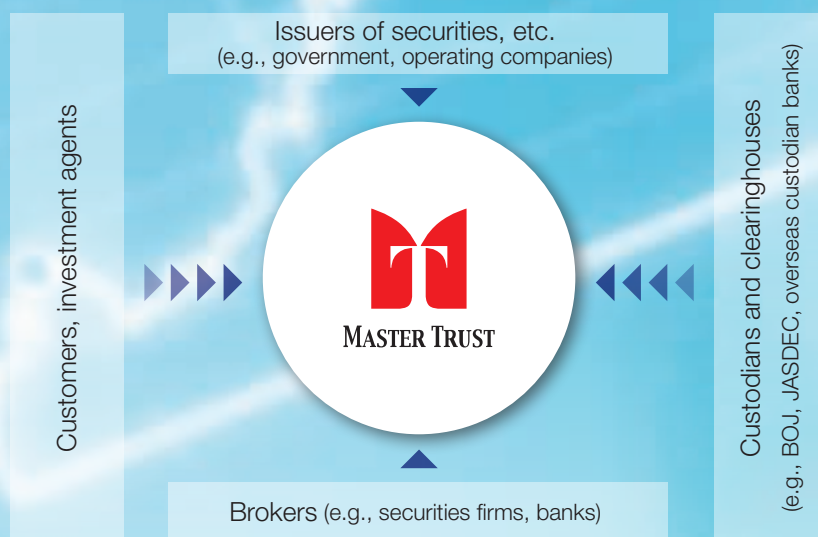 Issuers of securities, etc.
(e.g., government, operating companies)
Customers, investment agents
MASTER TRUST
Custodians and clearinghouses
(e.g., BOJ, JASDEC, overseas custodian banks)
Brokers (e.g., securities firms, banks)